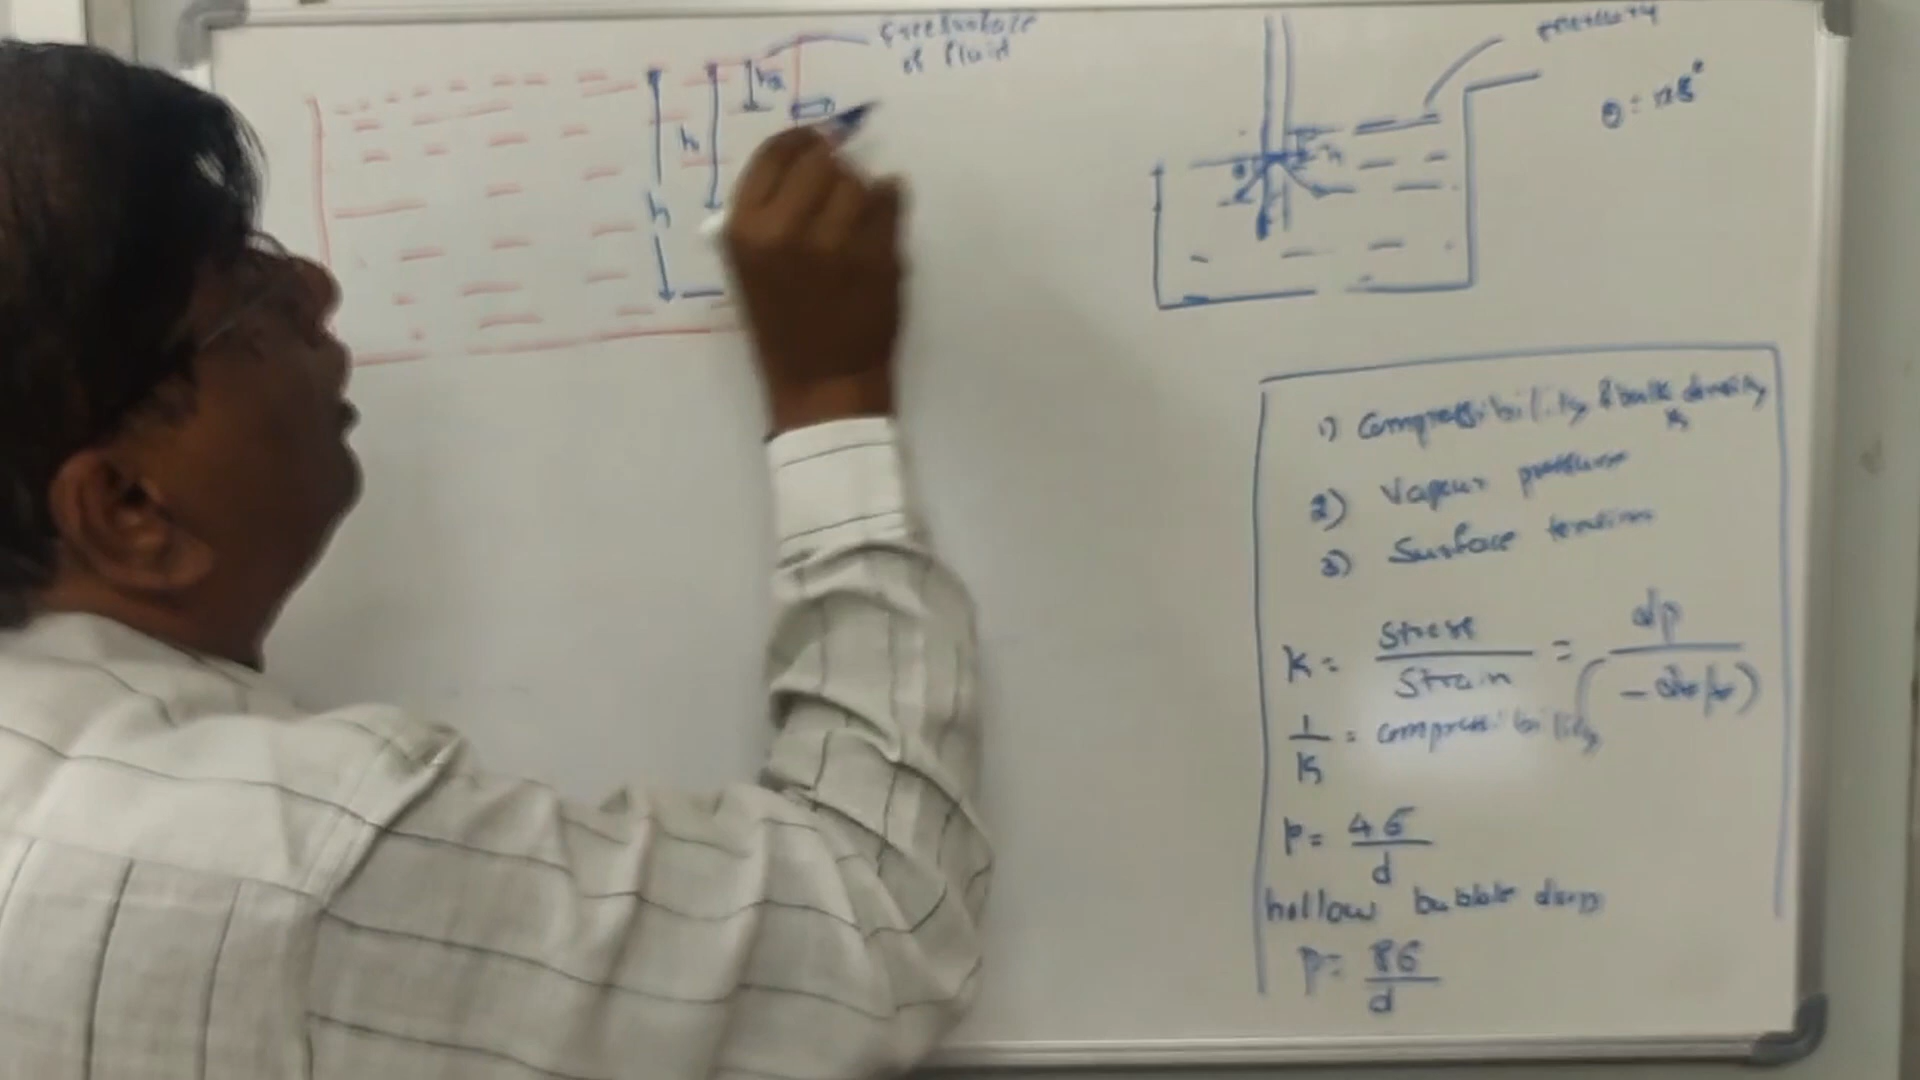 Free surface
of fluid
h
h
mercury
h
θ
θ = 128°
1) Compressibility & bulk density
K
2) Vapour pressure
3) Surface tension
K = Stress / Strain = dp / (-dv/v)
1/K = compressibility
P = 4σ/d
hollow bubble drop
P = 8σ/d